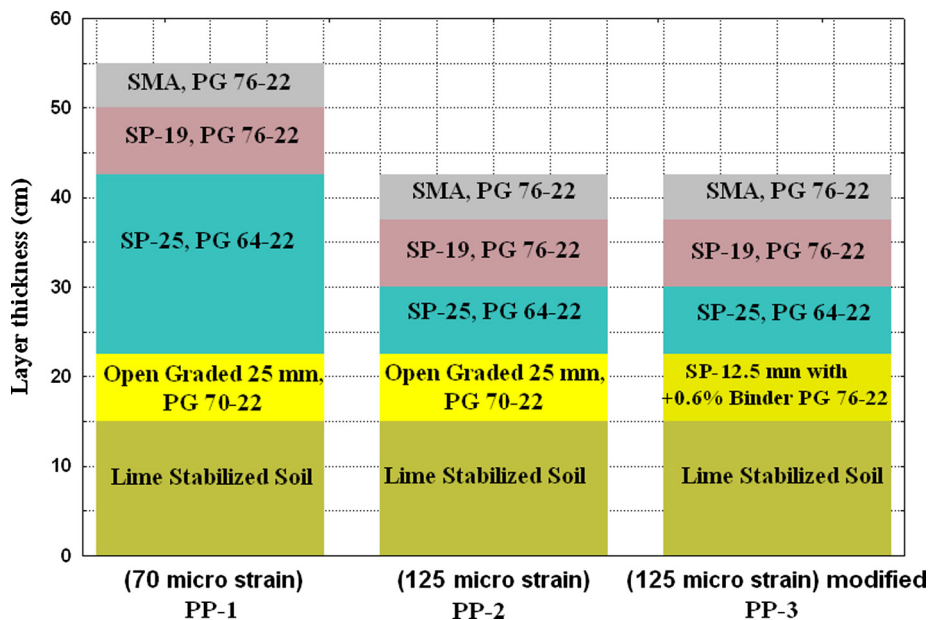 60
50
40
30
20
10
0
Layer thickness (cm)
SMA, PG 76-22
SP-19, PG 76-22
SP-25, PG 64-22
Open Graded 25 mm,
PG 70-22
Lime Stabilized Soil
SMA, PG 76-22
SP-19, PG 76-22
SP-25, PG 64-22
Open Graded 25 mm,
PG 70-22
Lime Stabilized Soil
SMA, PG 76-22
SP-19, PG 76-22
SP-25, PG 64-22
SP-12.5 mm with
+0.6% Binder PG 76-22
Lime Stabilized Soil
(70 micro strain)
PP-1
(125 micro strain)
PP-2
(125 micro strain) modified
PP-3